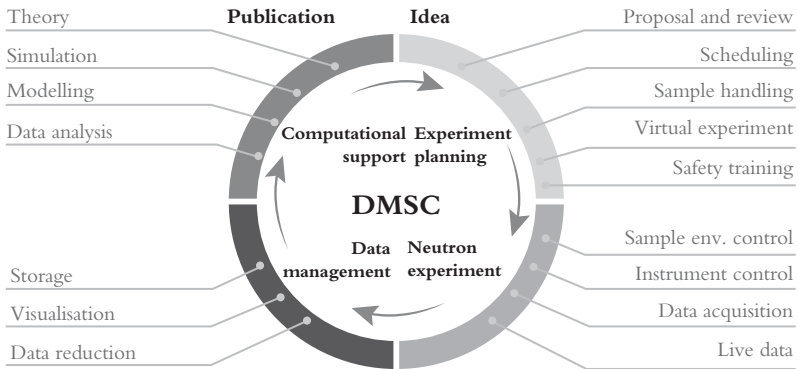 Theory
Simulation
Modelling
Data analysis
Publication
Idea
Proposal and review
Scheduling
Sample handling
Virtual experiment
Safety training
Computational
support
Experiment
planning
DMSC
Data
management
Neutron
experiment
Storage
Visualisation
Data reduction
Sample env. control
Instrument control
Data acquisition
Live data